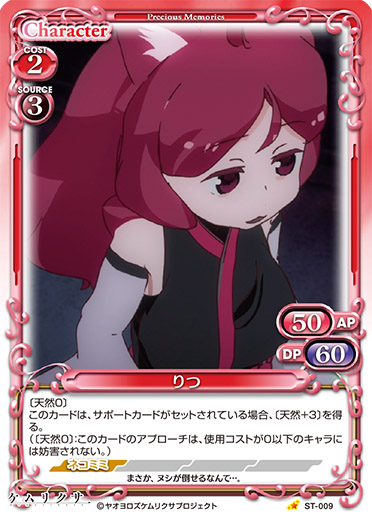 Precious Memories
Character
COST
2
SOURCE
3
50 AP
DP 60
りつ
〔天然0〕
このカードは、サポートカードがセットされている場合、〔天然+3〕を得
る。
(〔天然0〕:このカードのアプローチは、使用コストが0以下のキャラに
は妨害されない。)
ネコミミ
まさか、ヌシが倒せるなんて…。
ケムリクサ
©ヤオヨロズケムリクサプロジェクト
ST-009